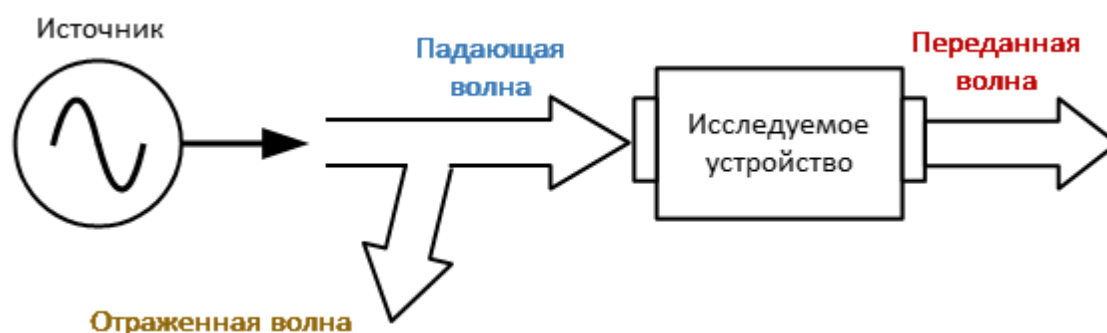 Источник
Падающая
волна
Переданная
волна
Исследуемое
устройство
Отраженная волна